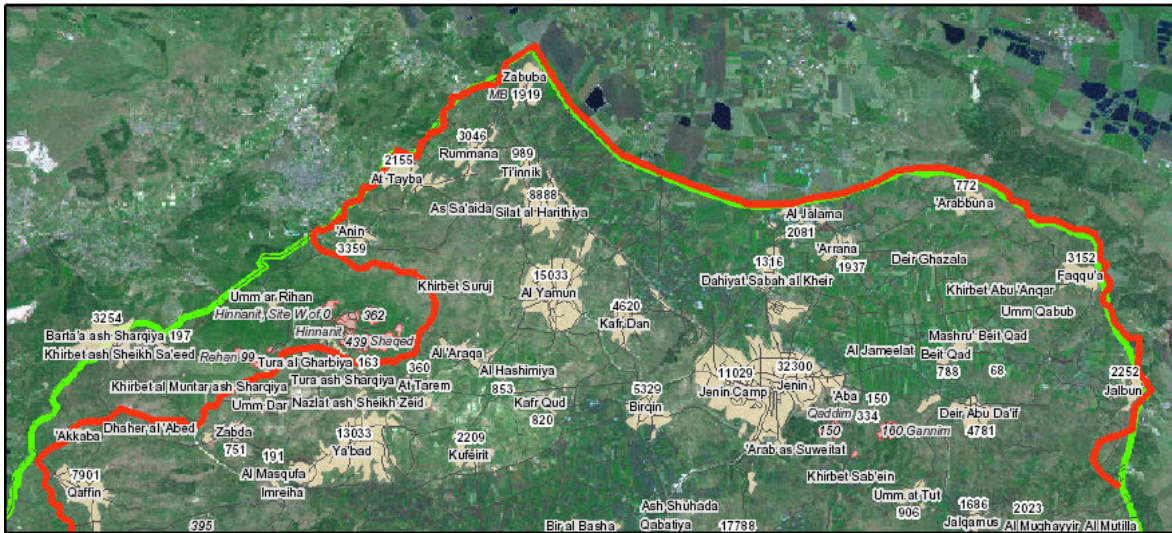 Zabuba
MB 1919
3046
Rummana
989
Ti'innik
2155
At-Tayba
8888
Silat al Harithiya
As Sa'aida
772
'Arabbuna
Al Jalama
2081
'Anin
3359
'Arrana
1937
Deir Ghazala
3152
Faqqu'a
1316
Dahiyat Sabah al Kheir
Khirbet Suruj
15033
Al Yamun
Khirbet Abu 'Anqar
Umm Qabub
Umm ar Rihan
Hinnanit, Site W of 0
362
4620
Kafr Dan
3254
Barta'a ash Sharqiya 197
Hinnanit
439 Shaqed
Mashru' Beit Qad
Khirbet ash Sheikh Sa'eed
Rehan 99
Al 'Araqa
Al Jameelat
Beit Qad
Tura al Gharbiya 163
360
Al Hashimiya
11029
32300
788
68
2252
Jalbun
Khirbet al Muntar ash Sharqiya
Tura ash Sharqiya
At Tarem
853
5329
Birqin
Jenin Camp
Jenin
Umm Dar
Nazlat ash Sheikh Zeid
Kafr Qud
820
'Aba 150
Qaddim 334
150
160 Gannim
Deir Abu Da'if
4781
Dhaher al 'Abed
'Akkaba
Zabda
751
191
13033
Ya'bad
2209
Kufeirit
'Arab as Suweitat
7901
Qaffin
Al Masqufa
Imreiha
Khirbet Sab'ein
Umm at Tut
906
395
Bir al Basha
Ash Shuhada
Qabatiya
17788
1686
Jalqamus
2023
Al Mughayyir
Al Mutilla